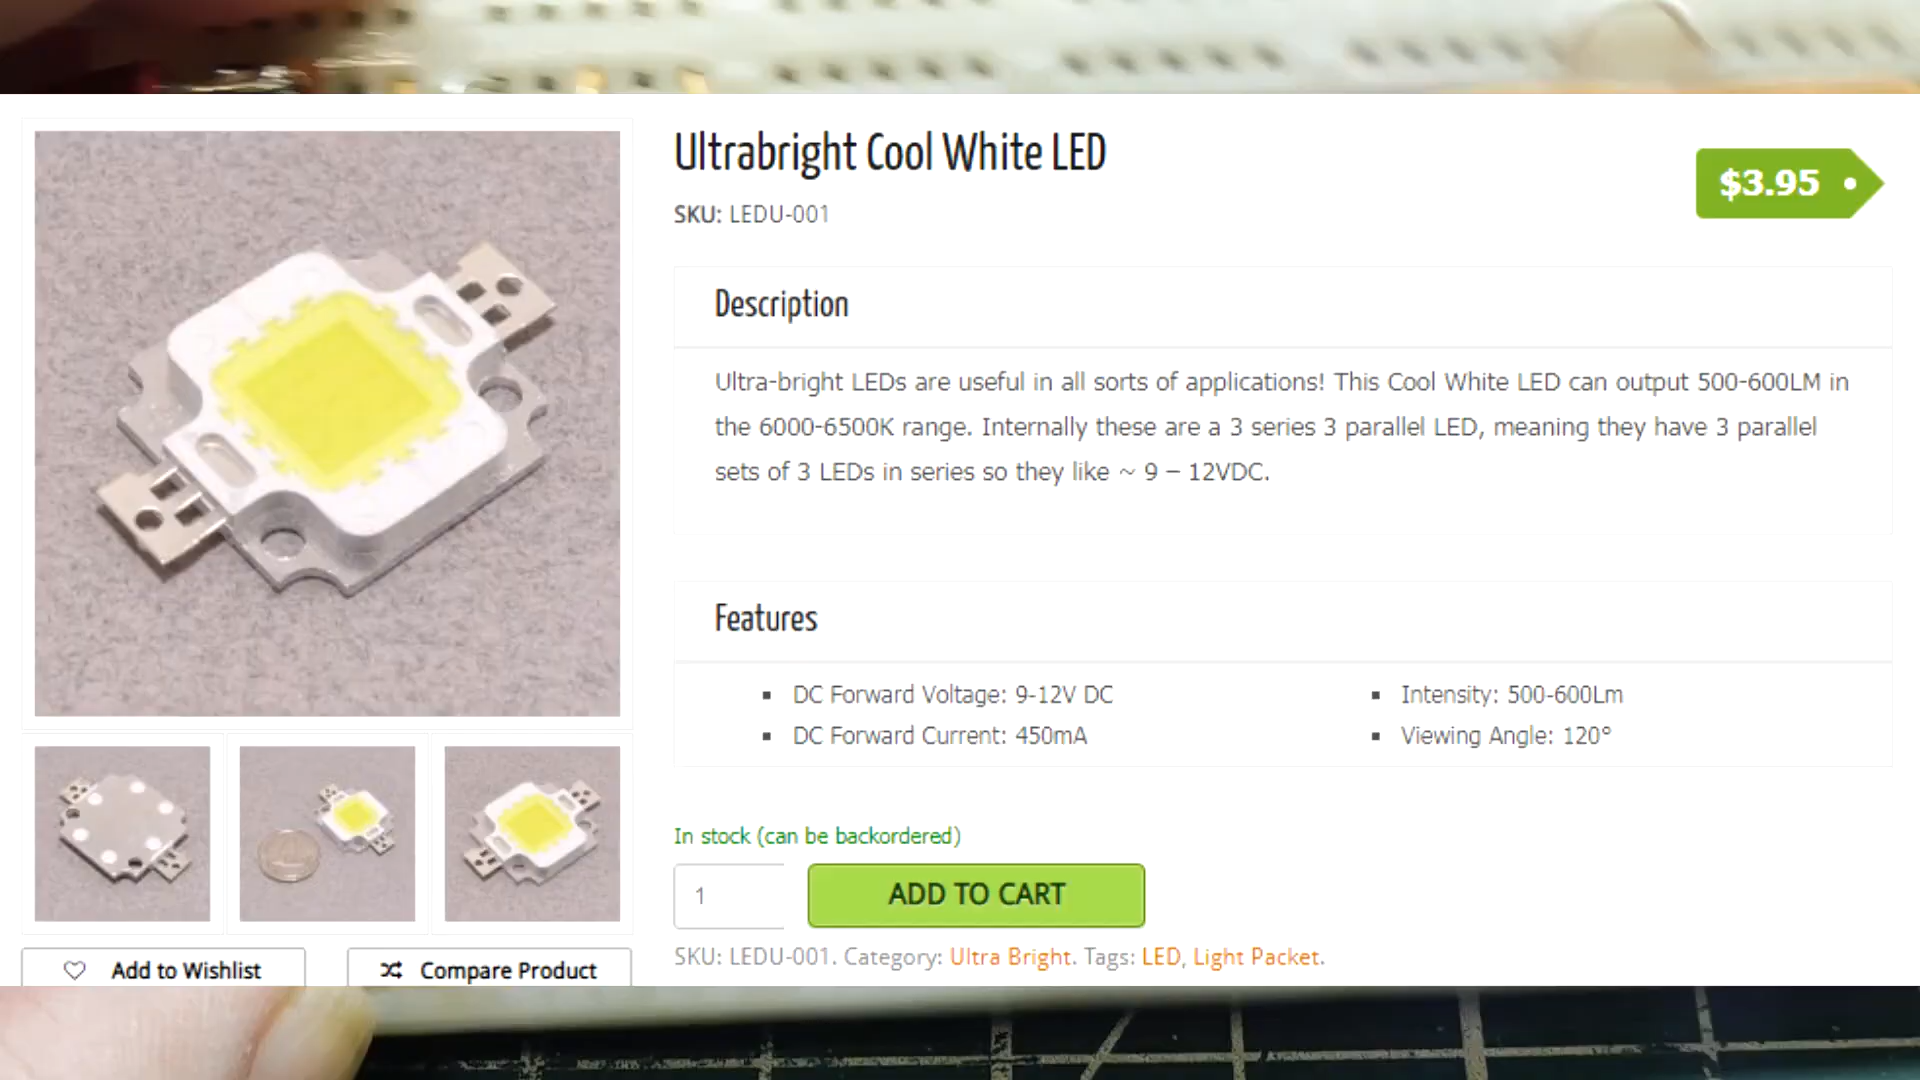 Ultrabright Cool White LED
$3.95
SKU: LEDU-001
Description
Ultra-bright LEDs are useful in all sorts of applications! This Cool White LED can output 500-600LM in
the 6000-6500K range. Internally these are a 3 series 3 parallel LED, meaning they have 3 parallel
sets of 3 LEDs in series so they like ~ 9 – 12VDC.
Features
▪ DC Forward Voltage: 9-12V DC
▪ DC Forward Current: 450mA
▪ Intensity: 500-600Lm
▪ Viewing Angle: 120°
In stock (can be backordered)
1
ADD TO CART
SKU: LEDU-001. Category: Ultra Bright. Tags: LED, Light Packet.
Add to Wishlist
Compare Product